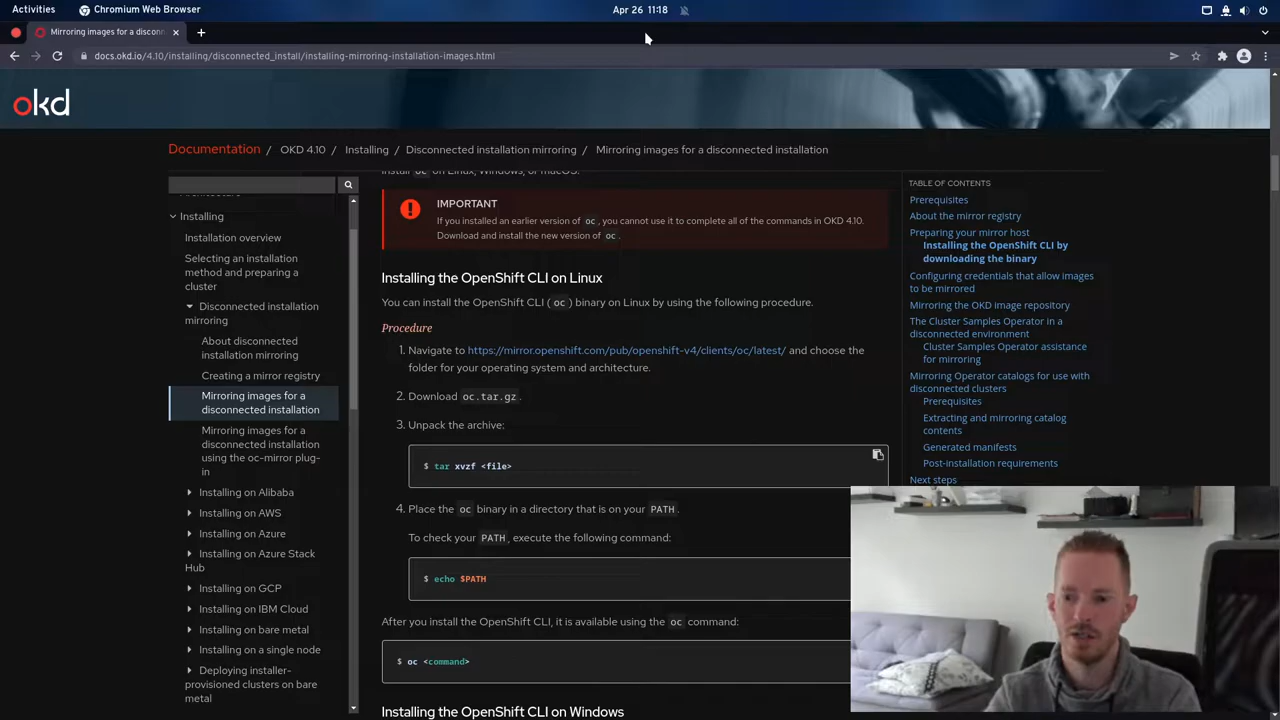 Activities
Chromium Web Browser
Apr 26 11:18
Mirroring images for a discon
docs.okd.io/4.10/installing/disconnected_install/installing-mirroring-installation-images.html
okd
Documentation / OKD 4.10 / Installing / Disconnected installation mirroring / Mirroring images for a disconnected installation
Architecture
Installing
Installation overview
Selecting an installation
method and preparing a
cluster
Disconnected installation
mirroring
About disconnected
installation mirroring
Creating a mirror registry
Mirroring images for a
disconnected installation
Mirroring images for a
disconnected installation
using the oc-mirror plug-
in
Installing on Alibaba
Installing on AWS
Installing on Azure
Installing on Azure Stack
Hub
Installing on GCP
Installing on IBM Cloud
Installing on bare metal
Installing on a single node
Deploying installer-
provisioned clusters on bare
metal
Install oc on Linux, Windows, or macOS.
IMPORTANT
If you installed an earlier version of oc, you cannot use it to complete all of the commands in OKD 4.10.
Download and install the new version of oc.
Installing the OpenShift CLI on Linux
You can install the OpenShift CLI (oc) binary on Linux by using the following procedure.
Procedure
1. Navigate to https://mirror.openshift.com/pub/openshift-v4/clients/oc/latest/ and choose the
folder for your operating system and architecture.
2. Download oc.tar.gz.
3. Unpack the archive:
$ tar xvzf <file>
4. Place the oc binary in a directory that is on your PATH.
To check your PATH, execute the following command:
$ echo $PATH
After you install the OpenShift CLI, it is available using the oc command:
$ oc <command>
Installing the OpenShift CLI on Windows
TABLE OF CONTENTS
Prerequisites
About the mirror registry
Preparing your mirror host
Installing the OpenShift CLI by
downloading the binary
Configuring credentials that allow images
to be mirrored
Mirroring the OKD image repository
The Cluster Samples Operator in a
disconnected environment
Cluster Samples Operator assistance
for mirroring
Mirroring Operator catalogs for use with
disconnected clusters
Prerequisites
Extracting and mirroring catalog
contents
Generated manifests
Post-installation requirements
Next steps